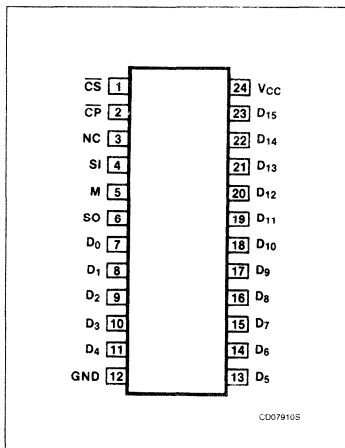 CS 1 24 VCC
CP 2 23 D15
NC 3 22 D14
SI 4 21 D13
M 5 20 D12
SO 6 19 D11
D0 7 18 D10
D1 8 17 D9
D2 9 16 D8
D3 10 15 D7
D4 11 14 D6
GND 12 13 D5
CD07910S